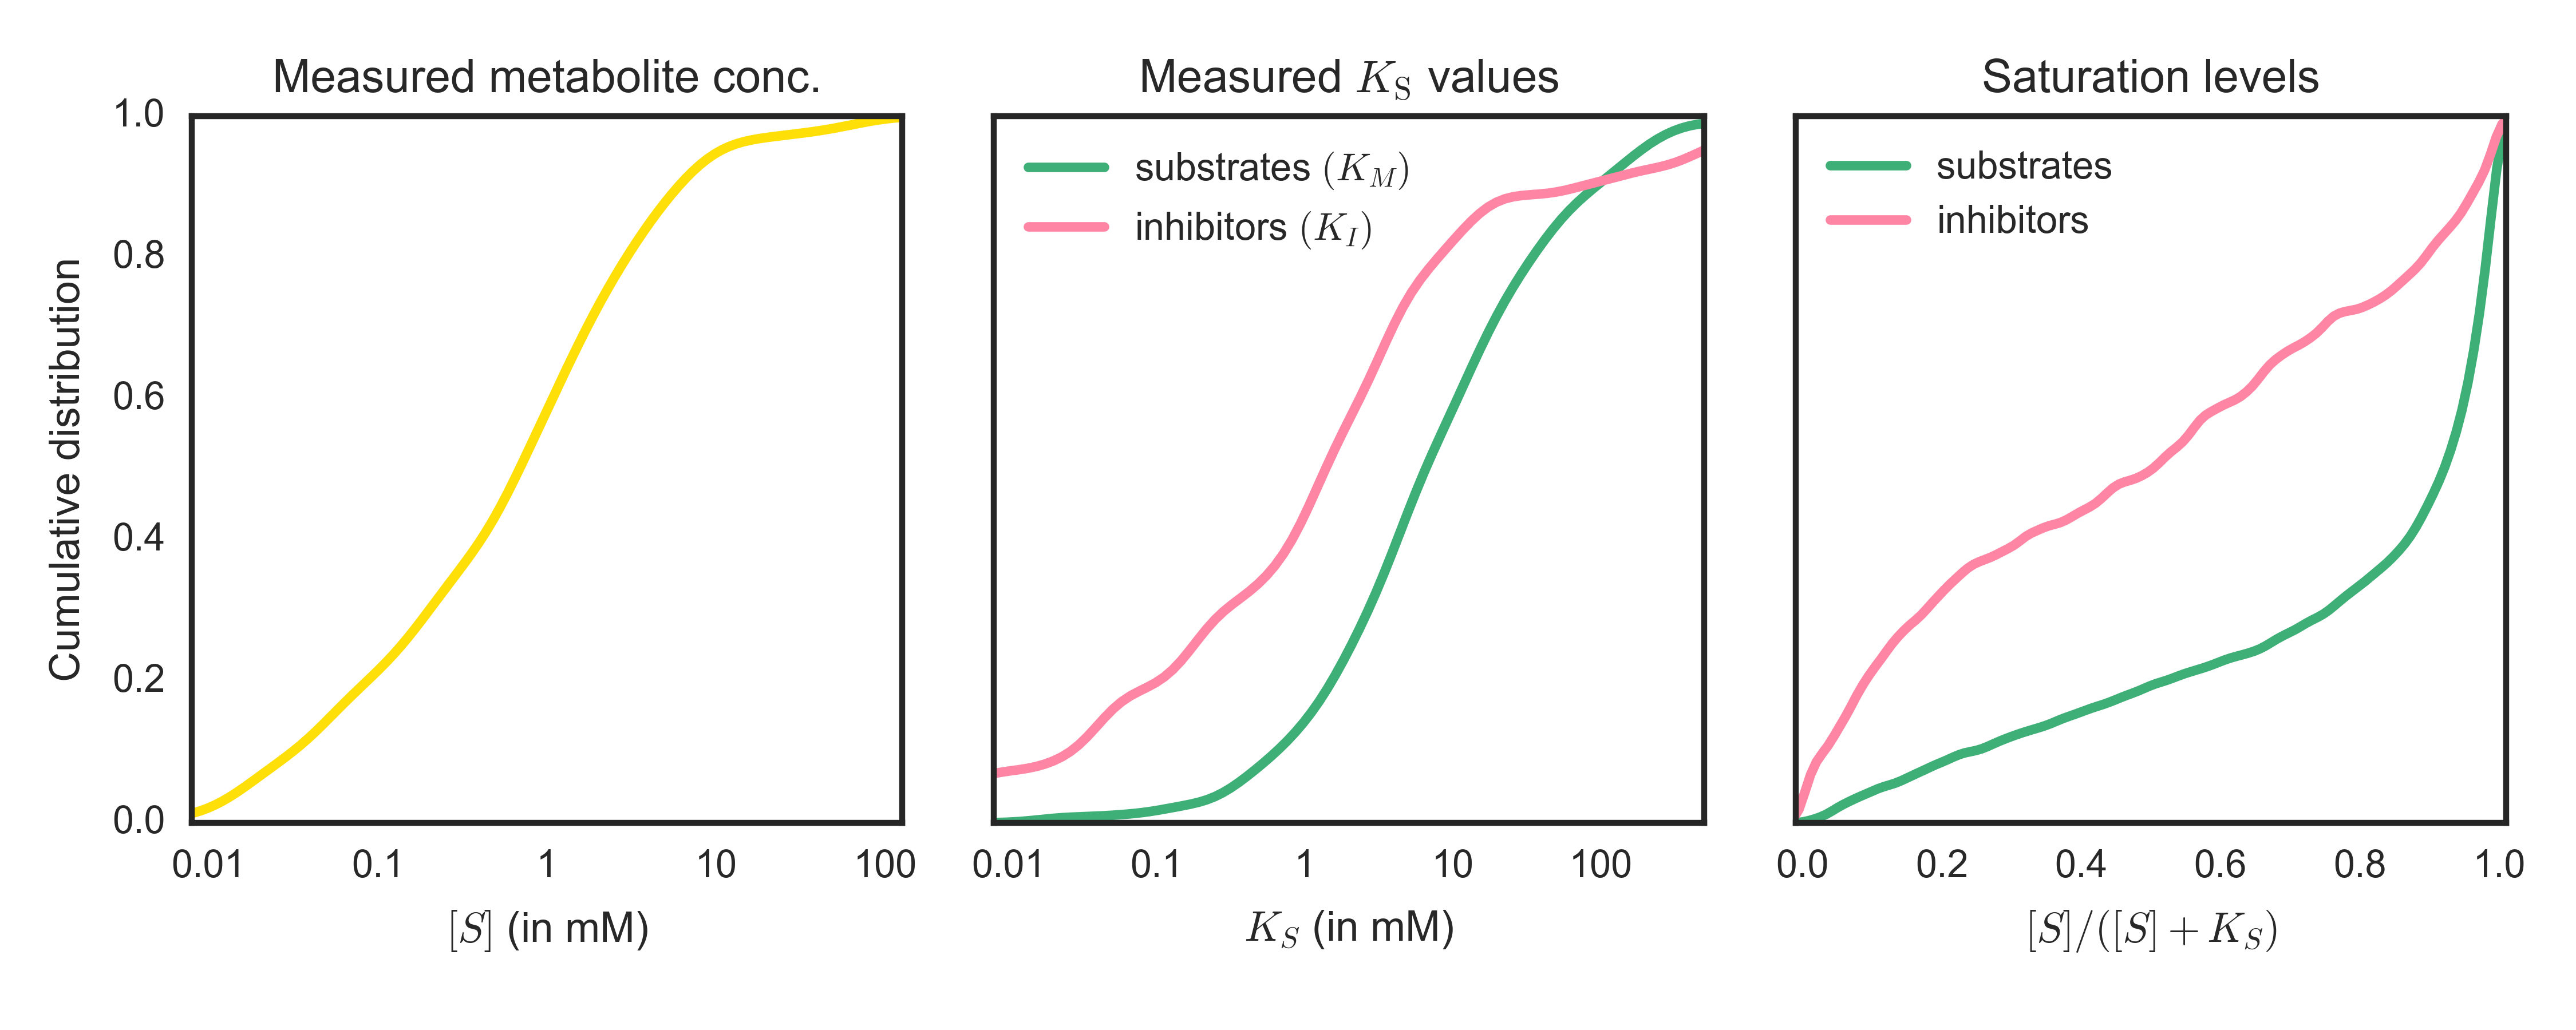 Measured metabolite conc.
Cumulative distribution
1.0
0.8
0.6
0.4
0.2
0.0
0.01 0.1 1 10 100
[S] (in mM)
Measured K_S values
substrates (K_M)
inhibitors (K_I)
0.01 0.1 1 10 100
K_S (in mM)
Saturation levels
substrates
inhibitors
0.0 0.2 0.4 0.6 0.8 1.0
[S]/([S] + K_S)